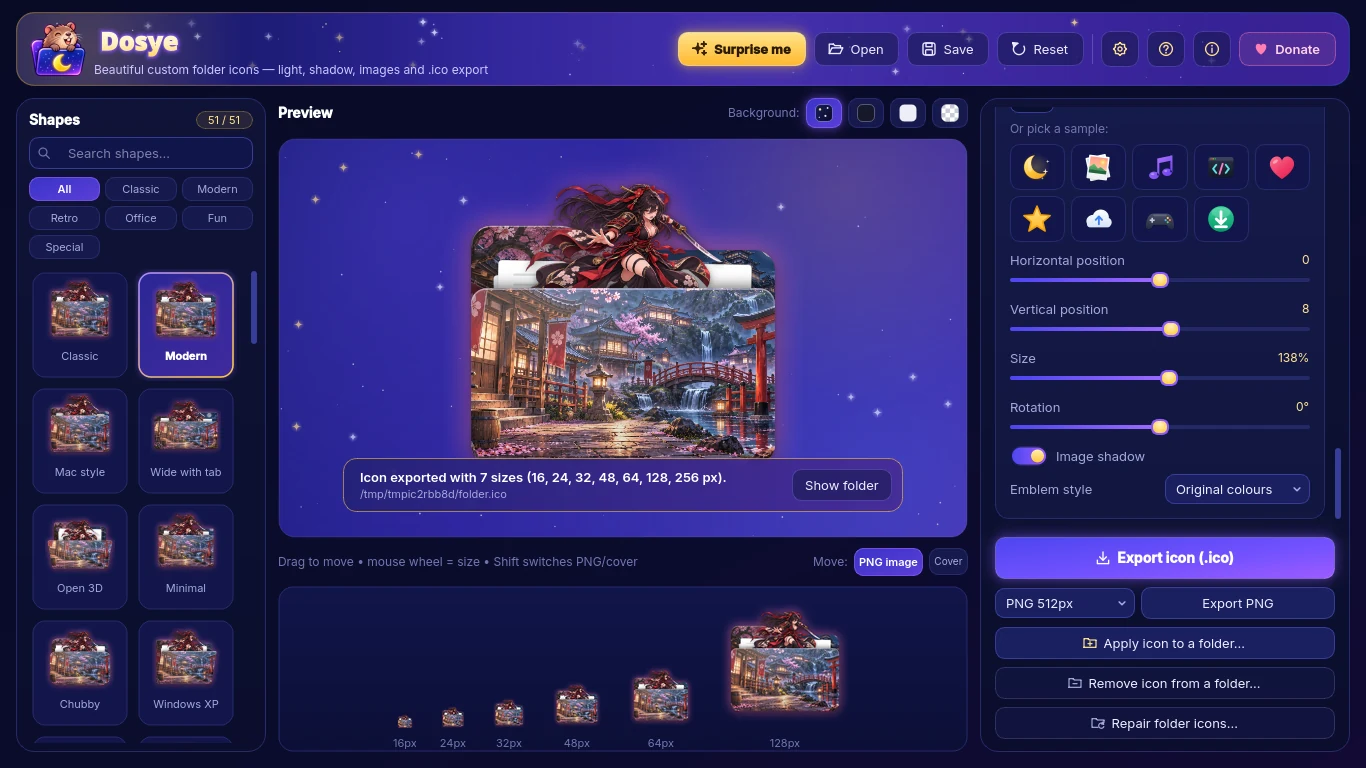 Dosye
Beautiful custom folder icons — light, shadow, images and .ico export
Surprise me
Open
Save
Reset
Donate
Shapes
51 / 51
Search shapes...
All
Classic
Modern
Retro
Office
Fun
Special
Classic
Modern
Mac style
Wide with tab
Open 3D
Minimal
Chubby
Windows XP
Preview
Background:
Icon exported with 7 sizes (16, 24, 32, 48, 64, 128, 256 px).
/tmp/tmpic2rbb8d/folder.ico
Show folder
Drag to move • mouse wheel = size • Shift switches PNG/cover
Move:
PNG image
Cover
16px
24px
32px
48px
64px
128px
Or pick a sample:
Horizontal position 0
Vertical position 8
Size 138%
Rotation 0°
Image shadow
Emblem style
Original colours
Export icon (.ico)
PNG 512px
Export PNG
Apply icon to a folder...
Remove icon from a folder...
Repair folder icons...